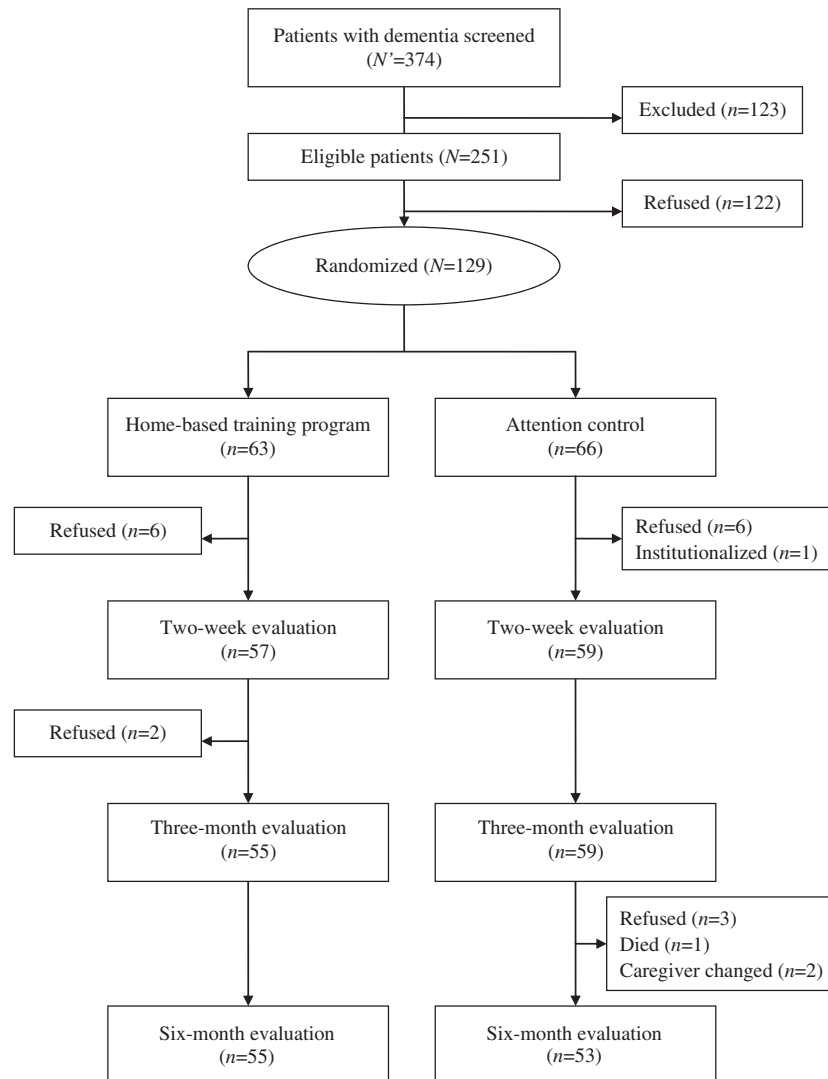 Patients with dementia screened
(N’=374)
Excluded (n=123)
Eligible patients (N=251)
Refused (n=122)
Randomized (N=129)
Home-based training program
(n=63)
Attention control
(n=66)
Refused (n=6)
Refused (n=6)
Institutionalized (n=1)
Two-week evaluation
(n=57)
Two-week evaluation
(n=59)
Refused (n=2)
Three-month evaluation
(n=55)
Three-month evaluation
(n=59)
Refused (n=3)
Died (n=1)
Caregiver changed (n=2)
Six-month evaluation
(n=55)
Six-month evaluation
(n=53)